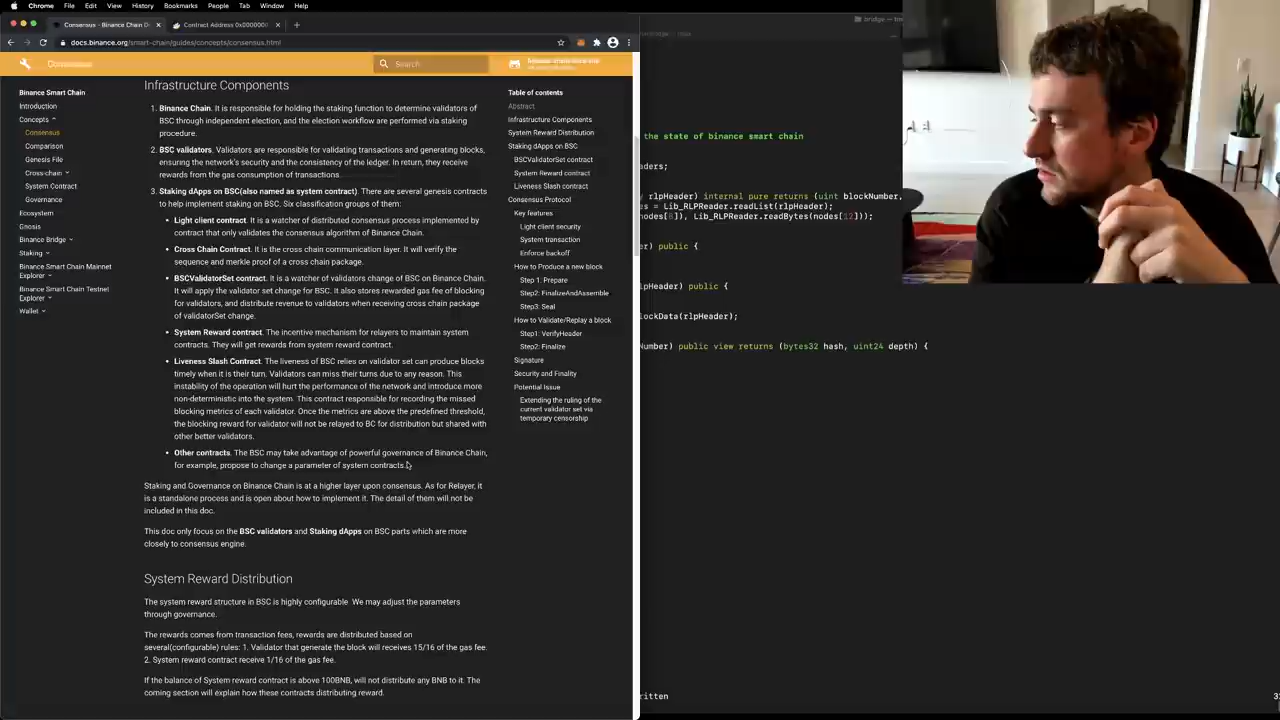 Chrome File Edit View History Bookmarks People Tab Window Help
Consensus - Binance Chain D
Contract Address 0x0000000
docs.binance.org/smart-chain/guides/concepts/consensus.html
bridge —
Consensus
Search
Binance Smart Chain
Introduction
Concepts
Consensus
Comparison
Genesis File
Cross-chain
System Contract
Governance
Ecosystem
Gnosis
Binance Bridge
Staking
Binance Smart Chain Mainnet
Explorer
Binance Smart Chain Testnet
Explorer
Wallet
Infrastructure Components
1. Binance Chain. It is responsible for holding the staking function to determine validators of
BSC through independent election, and the election workflow are performed via staking
procedure.
2. BSC validators. Validators are responsible for validating transactions and generating blocks,
ensuring the network's security and the consistency of the ledger. In return, they receive
rewards from the gas consumption of transactions.
3. Staking dApps on BSC(also named as system contract). There are several genesis contracts
to help implement staking on BSC. Six classification groups of them:
• Light client contract. It is a watcher of distributed consensus process implemented by
contract that only validates the consensus algorithm of Binance Chain.
• Cross Chain Contract. It is the cross chain communication layer. It will verify the
sequence and merkle proof of a cross chain package.
• BSCValidatorSet contract. It is a watcher of validators change of BSC on Binance Chain.
It will apply the validator set change for BSC. It also stores rewarded gas fee of blocking
for validators, and distribute revenue to validators when receiving cross chain package
of validatorSet change.
• System Reward contract. The incentive mechanism for relayers to maintain system
contracts. They will get rewards from system reward contract.
• Liveness Slash Contract. The liveness of BSC relies on validator set can produce blocks
timely when it is their turn. Validators can miss their turns due to any reason. This
instability of the operation will hurt the performance of the network and introduce more
non-deterministic into the system. This contract responsible for recording the missed
blocking metrics of each validator. Once the metrics are above the predefined threshold,
the blocking reward for validator will not be relayed to BC for distribution but shared with
other better validators.
• Other contracts. The BSC may take advantage of powerful governance of Binance Chain,
for example, propose to change a parameter of system contracts.
Staking and Governance on Binance Chain is at a higher layer upon consensus. As for Relayer, it
is a standalone process and is open about how to implement it. The detail of them will not be
included in this doc.
This doc only focus on the BSC validators and Staking dApps on BSC parts which are more
closely to consensus engine.
System Reward Distribution
The system reward structure in BSC is highly configurable We may adjust the parameters
through governance.
The rewards comes from transaction fees, rewards are distributed based on
several(configurable) rules: 1. Validator that generate the block will receives 15/16 of the gas fee.
2. System reward contract receive 1/16 of the gas fee.
If the balance of System reward contract is above 100BNB, will not distribute any BNB to it. The
coming section will explain how these contracts distributing reward.
Table of contents
Abstract
Infrastructure Components
System Reward Distribution
Staking dApps on BSC
BSCValidatorSet contract
System Reward contract
Liveness Slash contract
Consensus Protocol
Key features
Light client security
System transaction
Enforce backoff
How to Produce a new block
Step 1: Prepare
Step2: FinalizeAndAssemble
Step3: Seal
How to Validate/Replay a block
Step1: VerifyHeader
Step2: Finalize
Signature
Security and Finality
Potential Issue
Extending the ruling of the
current validator set via
temporary censorship
the state of binance smart chain
aders;
y rlpHeader) internal pure returns (uint blockNumber,
es = Lib_RLPReader.readList(rlpHeader);
nodes[8]), Lib_RLPReader.readBytes(nodes[12]));
er) public {
lpHeader) public {
lockData(rlpHeader);
Number) public view returns (bytes32 hash, uint24 depth) {
ritten